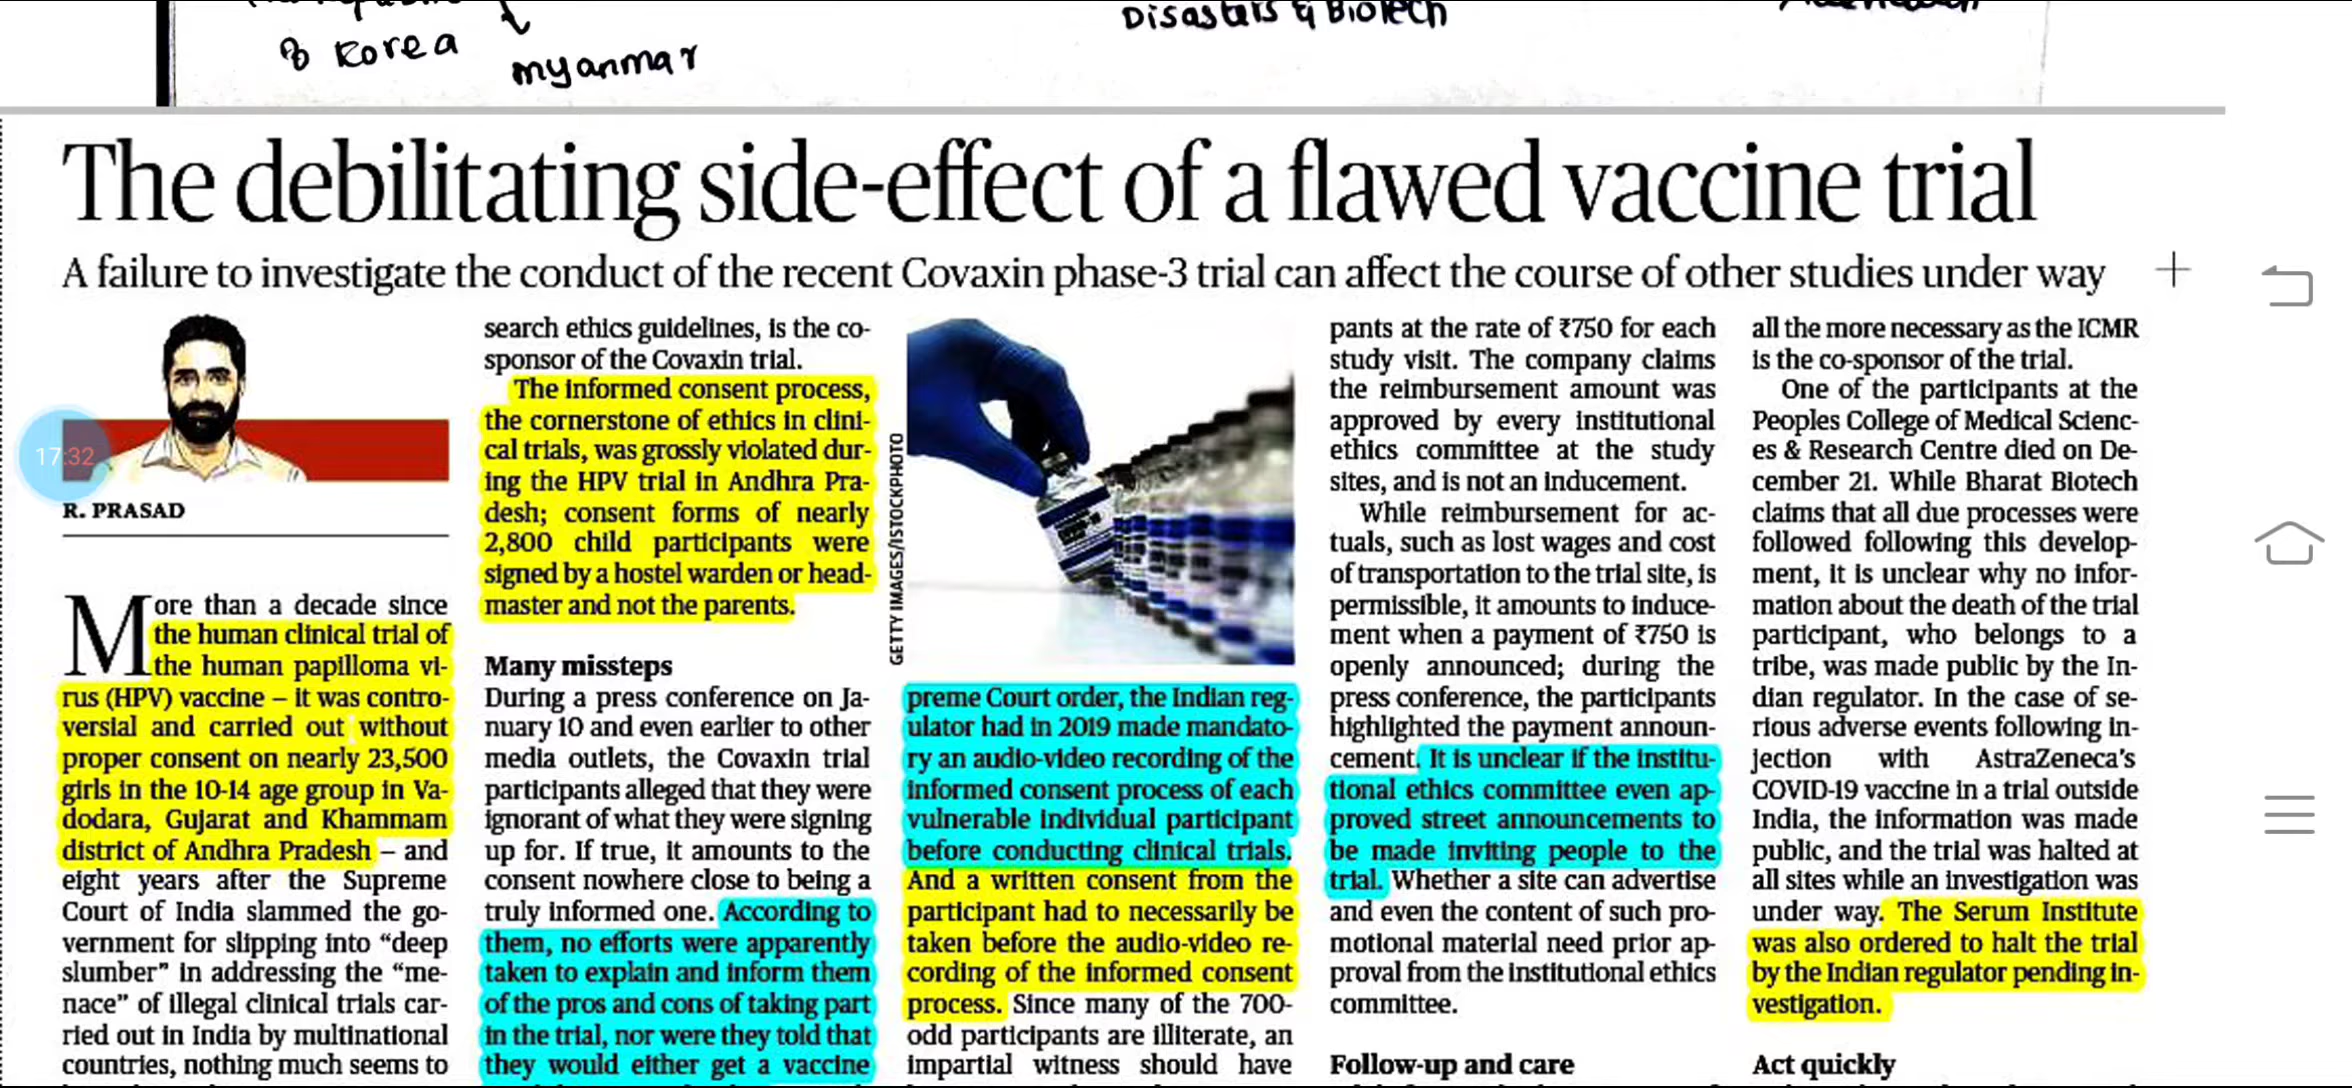 & Korea
myanmar
Disasters & Biotech
The debilitating side-effect of a flawed vaccine trial
A failure to investigate the conduct of the recent Covaxin phase-3 trial can affect the course of other studies under way
17:32
R. PRASAD
More than a decade since
the human clinical trial of
the human papilloma vi-
rus (HPV) vaccine – it was contro-
versial and carried out without
proper consent on nearly 23,500
girls in the 10-14 age group in Va-
dodara, Gujarat and Khammam
district of Andhra Pradesh – and
eight years after the Supreme
Court of India slammed the go-
vernment for slipping into “deep
slumber” in addressing the “me-
nace” of illegal clinical trials car-
ried out in India by multinational
countries, nothing much seems to
search ethics guidelines, is the co-
sponsor of the Covaxin trial.
The informed consent process,
the cornerstone of ethics in clini-
cal trials, was grossly violated dur-
ing the HPV trial in Andhra Pra-
desh; consent forms of nearly
2,800 child participants were
signed by a hostel warden or head-
master and not the parents.
Many missteps
During a press conference on Ja-
nuary 10 and even earlier to other
media outlets, the Covaxin trial
participants alleged that they were
ignorant of what they were signing
up for. If true, it amounts to the
consent nowhere close to being a
truly informed one. According to
them, no efforts were apparently
taken to explain and inform them
of the pros and cons of taking part
in the trial, nor were they told that
they would either get a vaccine
GETTY IMAGES/ISTOCKPHOTO
preme Court order, the Indian reg-
ulator had in 2019 made mandato-
ry an audio-video recording of the
informed consent process of each
vulnerable individual participant
before conducting clinical trials.
And a written consent from the
participant had to necessarily be
taken before the audio-video re-
cording of the informed consent
process. Since many of the 700-
odd participants are illiterate, an
impartial witness should have
pants at the rate of ₹750 for each
study visit. The company claims
the reimbursement amount was
approved by every institutional
ethics committee at the study
sites, and is not an inducement.
While reimbursement for ac-
tuals, such as lost wages and cost
of transportation to the trial site, is
permissible, it amounts to induce-
ment when a payment of ₹750 is
openly announced; during the
press conference, the participants
highlighted the payment announ-
cement. It is unclear if the institu-
tional ethics committee even ap-
proved street announcements to
be made inviting people to the
trial. Whether a site can advertise
and even the content of such pro-
motional material need prior ap-
proval from the institutional ethics
committee.
Follow-up and care
all the more necessary as the ICMR
is the co-sponsor of the trial.
One of the participants at the
Peoples College of Medical Scienc-
es & Research Centre died on De-
cember 21. While Bharat Biotech
claims that all due processes were
followed following this develop-
ment, it is unclear why no infor-
mation about the death of the trial
participant, who belongs to a
tribe, was made public by the In-
dian regulator. In the case of se-
rious adverse events following in-
jection with AstraZeneca’s
COVID-19 vaccine in a trial outside
India, the information was made
public, and the trial was halted at
all sites while an investigation was
under way. The Serum Institute
was also ordered to halt the trial
by the Indian regulator pending in-
vestigation.
Act quickly